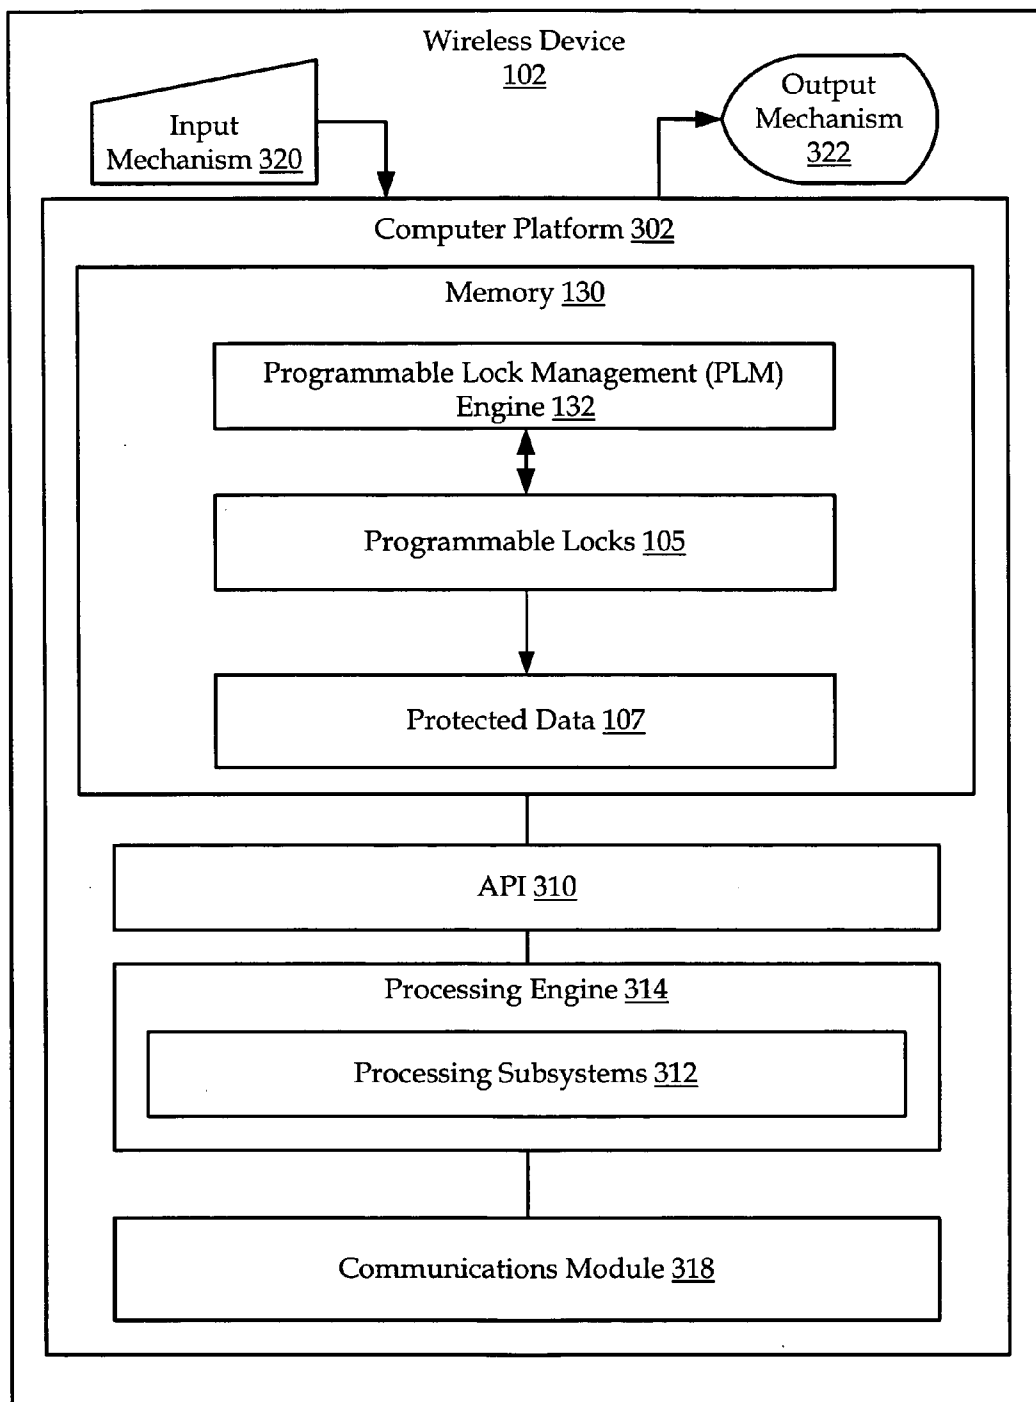 Wireless Device
102
Input
Mechanism 320
Output
Mechanism
322
Computer Platform 302
Memory 130
Programmable Lock Management (PLM)
Engine 132
Programmable Locks 105
Protected Data 107
API 310
Processing Engine 314
Processing Subsystems 312
Communications Module 318